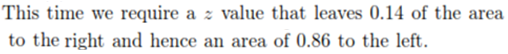 This time we require a z value that leaves 0.14 of the area
to the right and hence an area of 0.86 to the left.